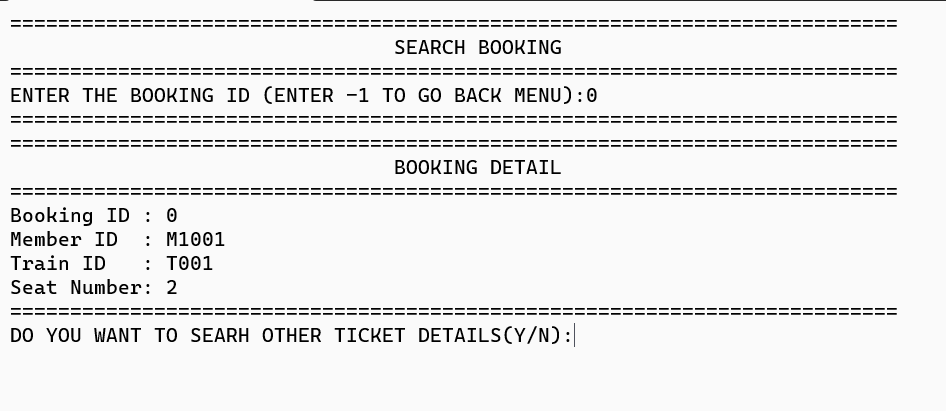 ==========================================================================
SEARCH BOOKING
==========================================================================
ENTER THE BOOKING ID (ENTER -1 TO GO BACK MENU):0
==========================================================================
==========================================================================
BOOKING DETAIL
==========================================================================
Booking ID : 0
Member ID  : M1001
Train ID   : T001
Seat Number: 2
==========================================================================
DO YOU WANT TO SEARH OTHER TICKET DETAILS(Y/N):